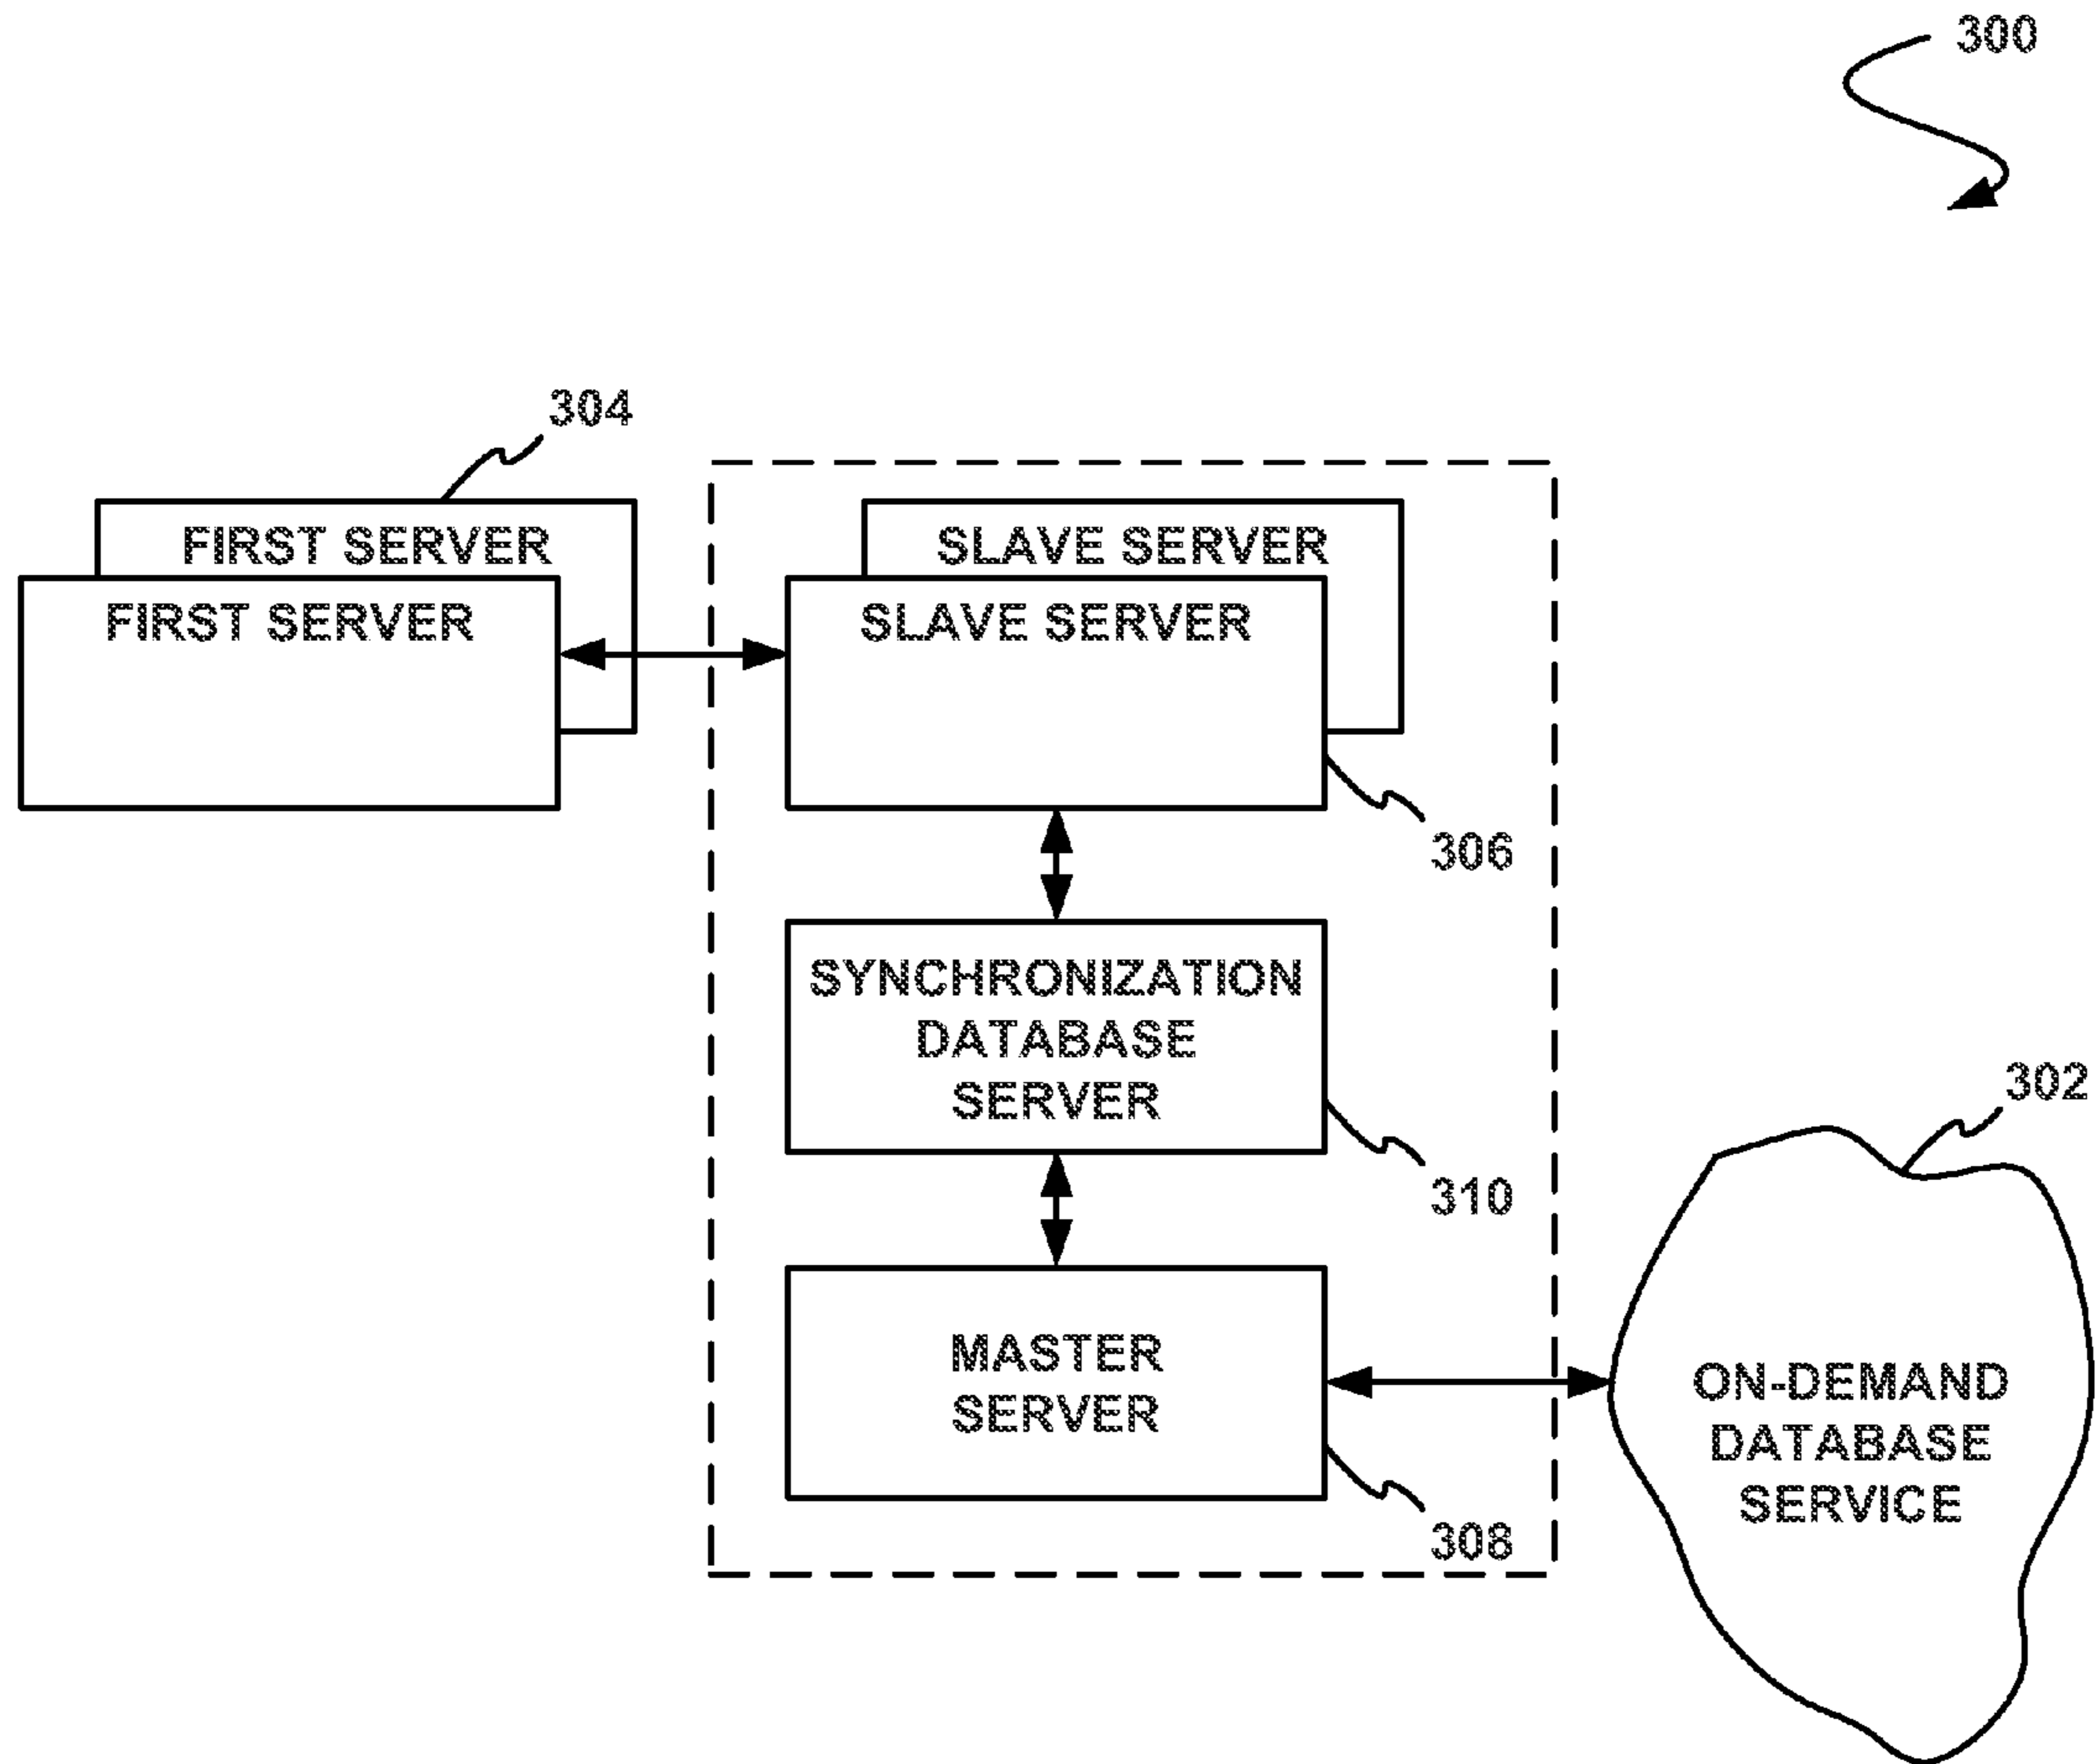 300
304
FIRST SERVER
FIRST SERVER
SLAVE SERVER
SLAVE SERVER
306
SYNCHRONIZATION
DATABASE
SERVER
310
MASTER
SERVER
308
302
ON-DEMAND
DATABASE
SERVICE